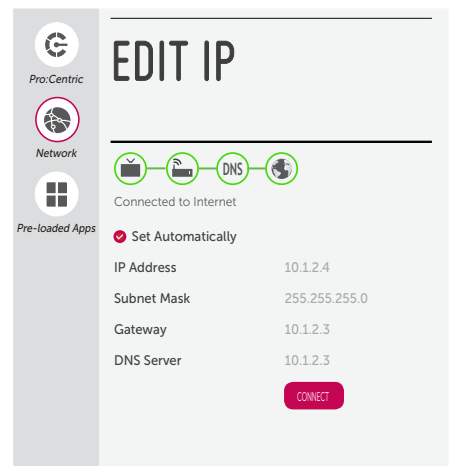 EDIT IP
Pro:Centric
Network
Pre-loaded Apps
DNS
Connected to Internet
Set Automatically
IP Address 10.1.2.4
Subnet Mask 255.255.255.0
Gateway 10.1.2.3
DNS Server 10.1.2.3
CONNECT